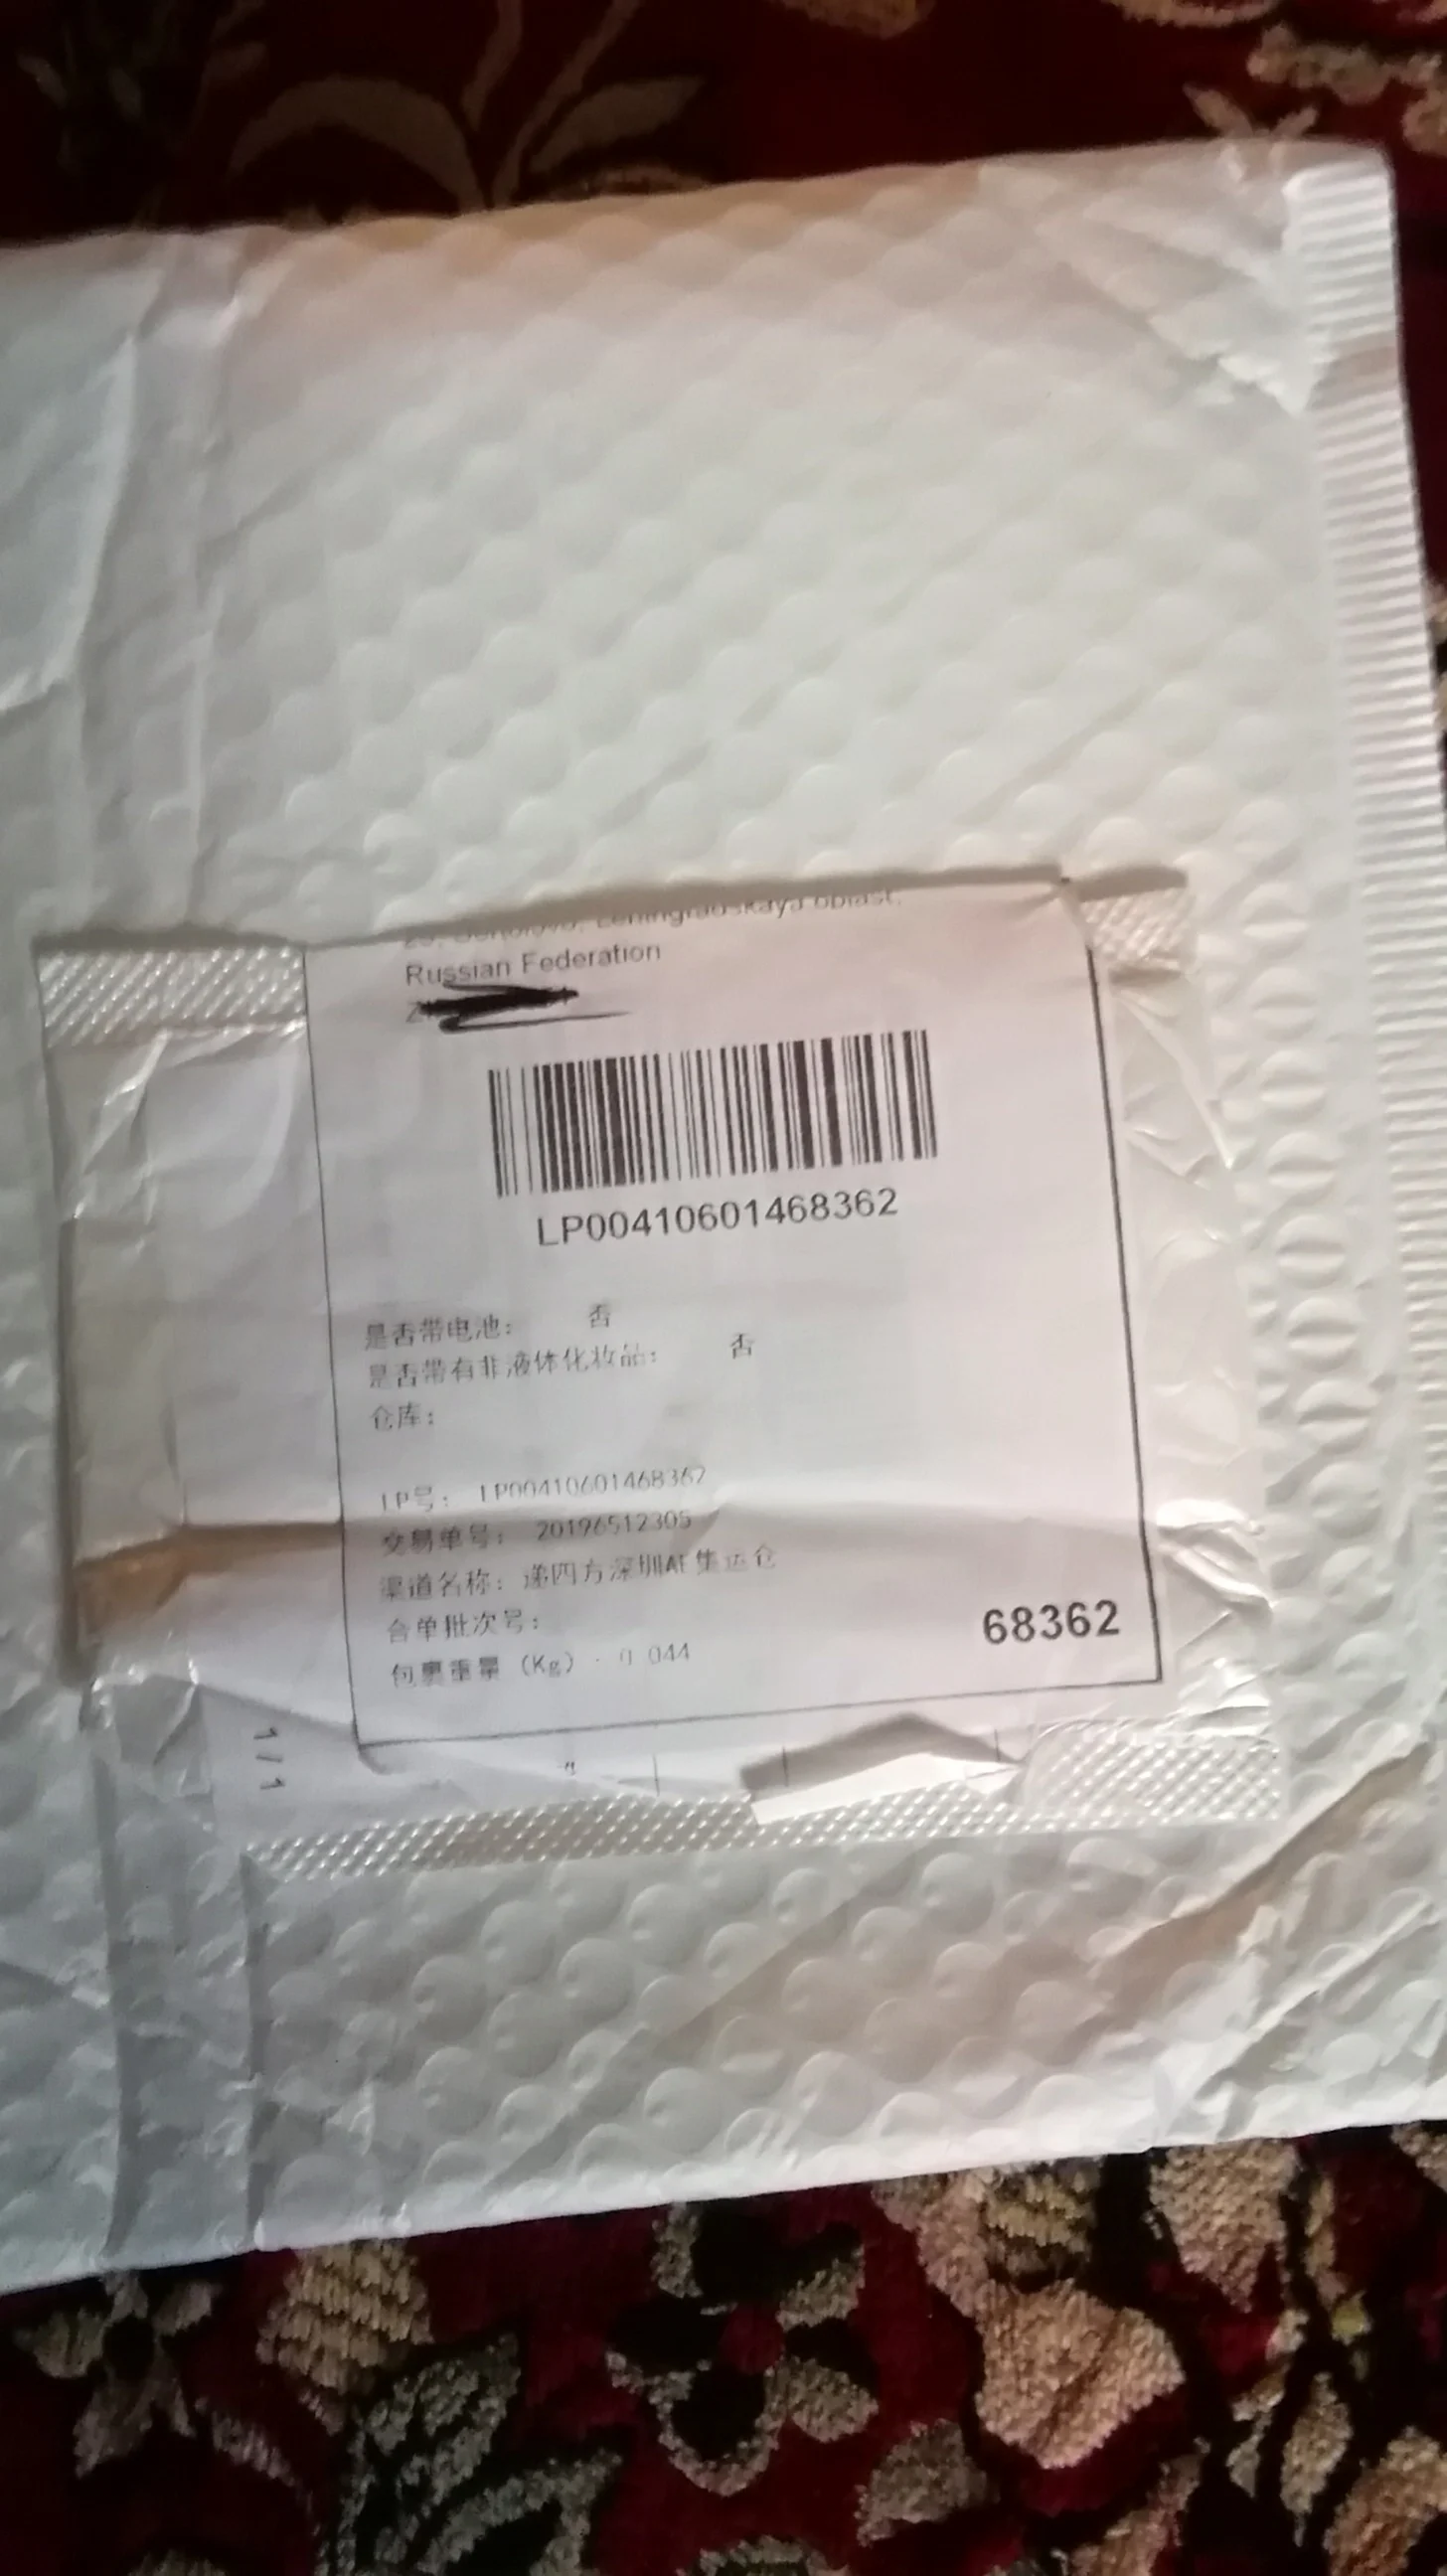 Leningradskaya oblast,
Russian Federation
LP00410601468362
是否带电池: 否
是否带有非液体化妆品: 否
仓库:
LP号: LP00410601468362
交易单号: 20196512305
渠道名称: 递四方深圳AE集运仓
合单批次号:
包裹重量 (Kg) : 0.044
68362
1/1